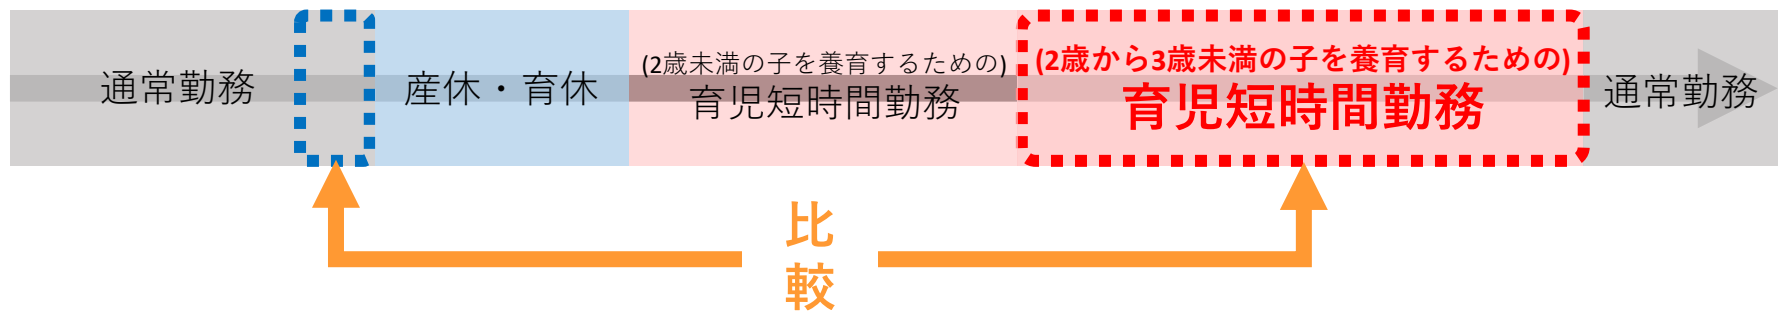 通常勤務
産休・育休
(2歳未満の子を養育するための)
育児短時間勤務
(2歳から3歳未満の子を養育するための)
育児短時間勤務
通常勤務
比
較